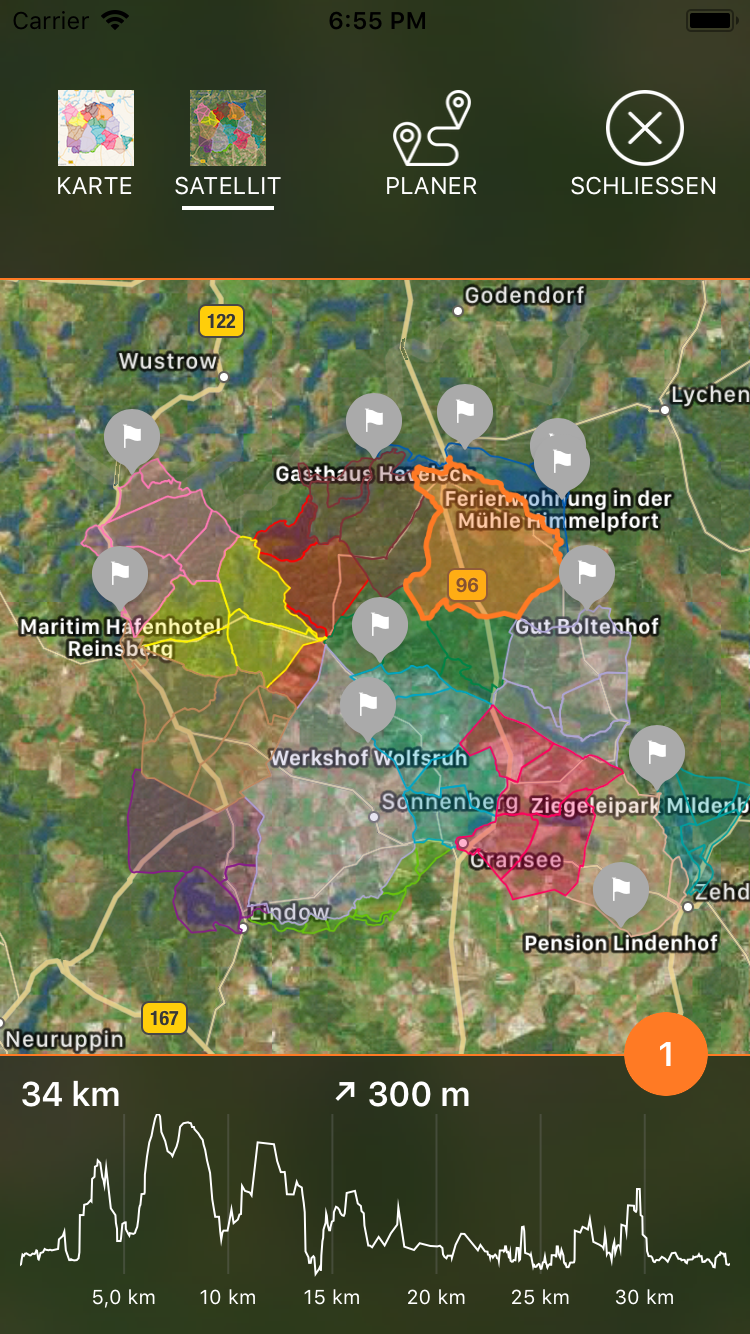 Carrier 6:55 PM
KARTE SATELLIT PLANER SCHLIESSEN
Godendorf
122
Wustrow
Lychen
Gasthaus Haveleck
Ferienwohnung in der
Mühle Himmelpfort
96
Maritim Hafenhotel
Reinsberg
Gut Boltenhof
Werkshof Wolfsruh
Sonnenberg
Ziegeleipark Mildenb
Gransee
Zehd
Lindow
Pension Lindenhof
167
Neuruppin
1
34 km 300 m
5,0 km 10 km 15 km 20 km 25 km 30 km